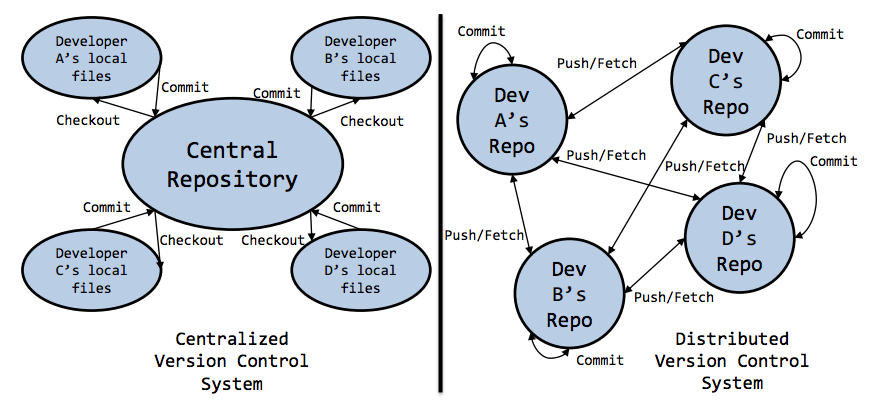 Developer
A’s local
files
Commit
Checkout
Developer
B’s local
files
Commit
Checkout
Central
Repository
Commit
Checkout
Developer
C’s local
files
Commit
Checkout
Developer
D’s local
files
Centralized
Version Control
System
Commit
Dev
A’s
Repo
Push/Fetch
Dev
C’s
Repo
Commit
Push/Fetch
Push/Fetch
Push/Fetch
Commit
Push/Fetch
Dev
D’s
Repo
Dev
B’s
Repo
Push/Fetch
Commit
Distributed
Version Control
System